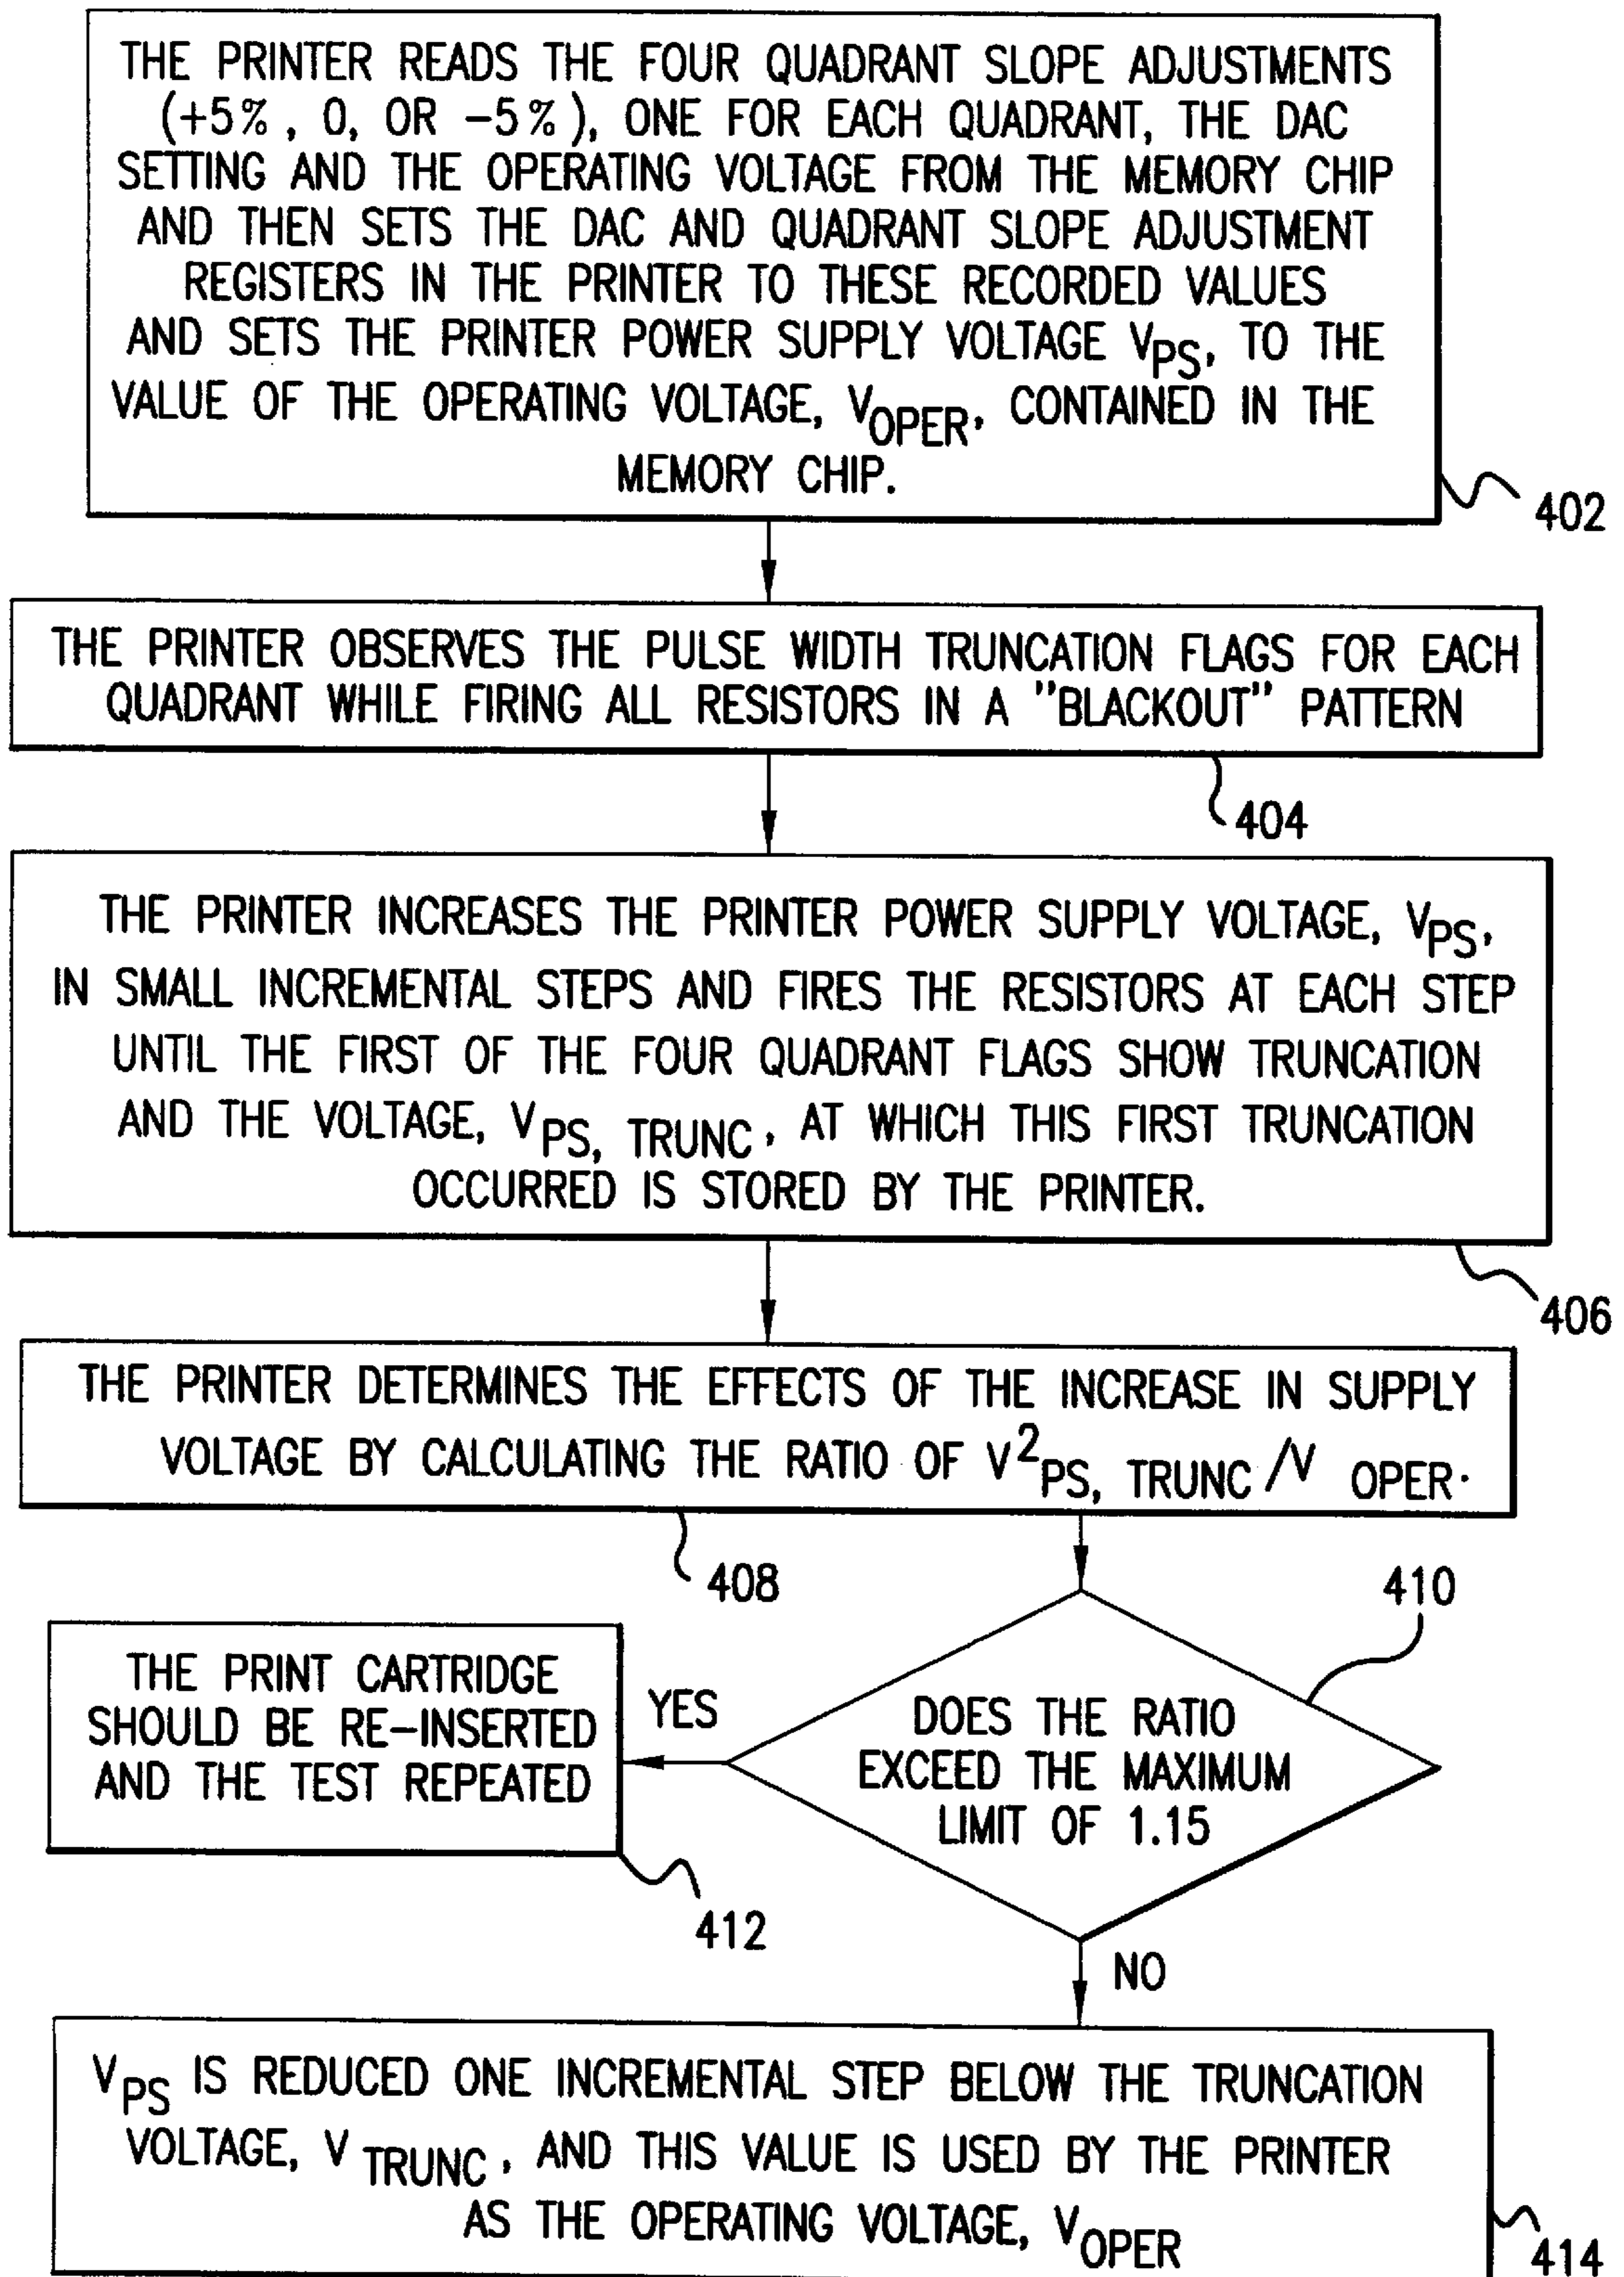 THE PRINTER READS THE FOUR QUADRANT SLOPE ADJUSTMENTS
(+5%, 0, OR -5%), ONE FOR EACH QUADRANT, THE DAC
SETTING AND THE OPERATING VOLTAGE FROM THE MEMORY CHIP
AND THEN SETS THE DAC AND QUADRANT SLOPE ADJUSTMENT
REGISTERS IN THE PRINTER TO THESE RECORDED VALUES
AND SETS THE PRINTER POWER SUPPLY VOLTAGE VPS, TO THE
VALUE OF THE OPERATING VOLTAGE, VOPER, CONTAINED IN THE
MEMORY CHIP.
402
THE PRINTER OBSERVES THE PULSE WIDTH TRUNCATION FLAGS FOR EACH
QUADRANT WHILE FIRING ALL RESISTORS IN A "BLACKOUT" PATTERN
404
THE PRINTER INCREASES THE PRINTER POWER SUPPLY VOLTAGE, VPS,
IN SMALL INCREMENTAL STEPS AND FIRES THE RESISTORS AT EACH STEP
UNTIL THE FIRST OF THE FOUR QUADRANT FLAGS SHOW TRUNCATION
AND THE VOLTAGE, VPS, TRUNC, AT WHICH THIS FIRST TRUNCATION
OCCURRED IS STORED BY THE PRINTER.
406
THE PRINTER DETERMINES THE EFFECTS OF THE INCREASE IN SUPPLY
VOLTAGE BY CALCULATING THE RATIO OF V²PS, TRUNC/V OPER.
408
410
DOES THE RATIO
EXCEED THE MAXIMUM
LIMIT OF 1.15
YES
THE PRINT CARTRIDGE
SHOULD BE RE-INSERTED
AND THE TEST REPEATED
412
NO
VPS IS REDUCED ONE INCREMENTAL STEP BELOW THE TRUNCATION
VOLTAGE, V TRUNC, AND THIS VALUE IS USED BY THE PRINTER
AS THE OPERATING VOLTAGE, VOPER
414